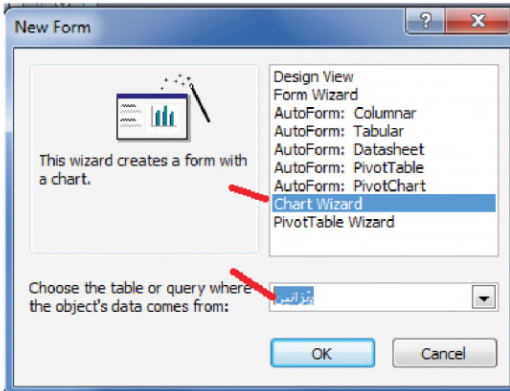 New Form
This wizard creates a form with
a chart.
Design View
Form Wizard
AutoForm: Columnar
AutoForm: Tabular
AutoForm: Datasheet
AutoForm: PivotTable
AutoForm: PivotChart
Chart Wizard
PivotTable Wizard
Choose the table or query where
the object's data comes from:
OK
Cancel